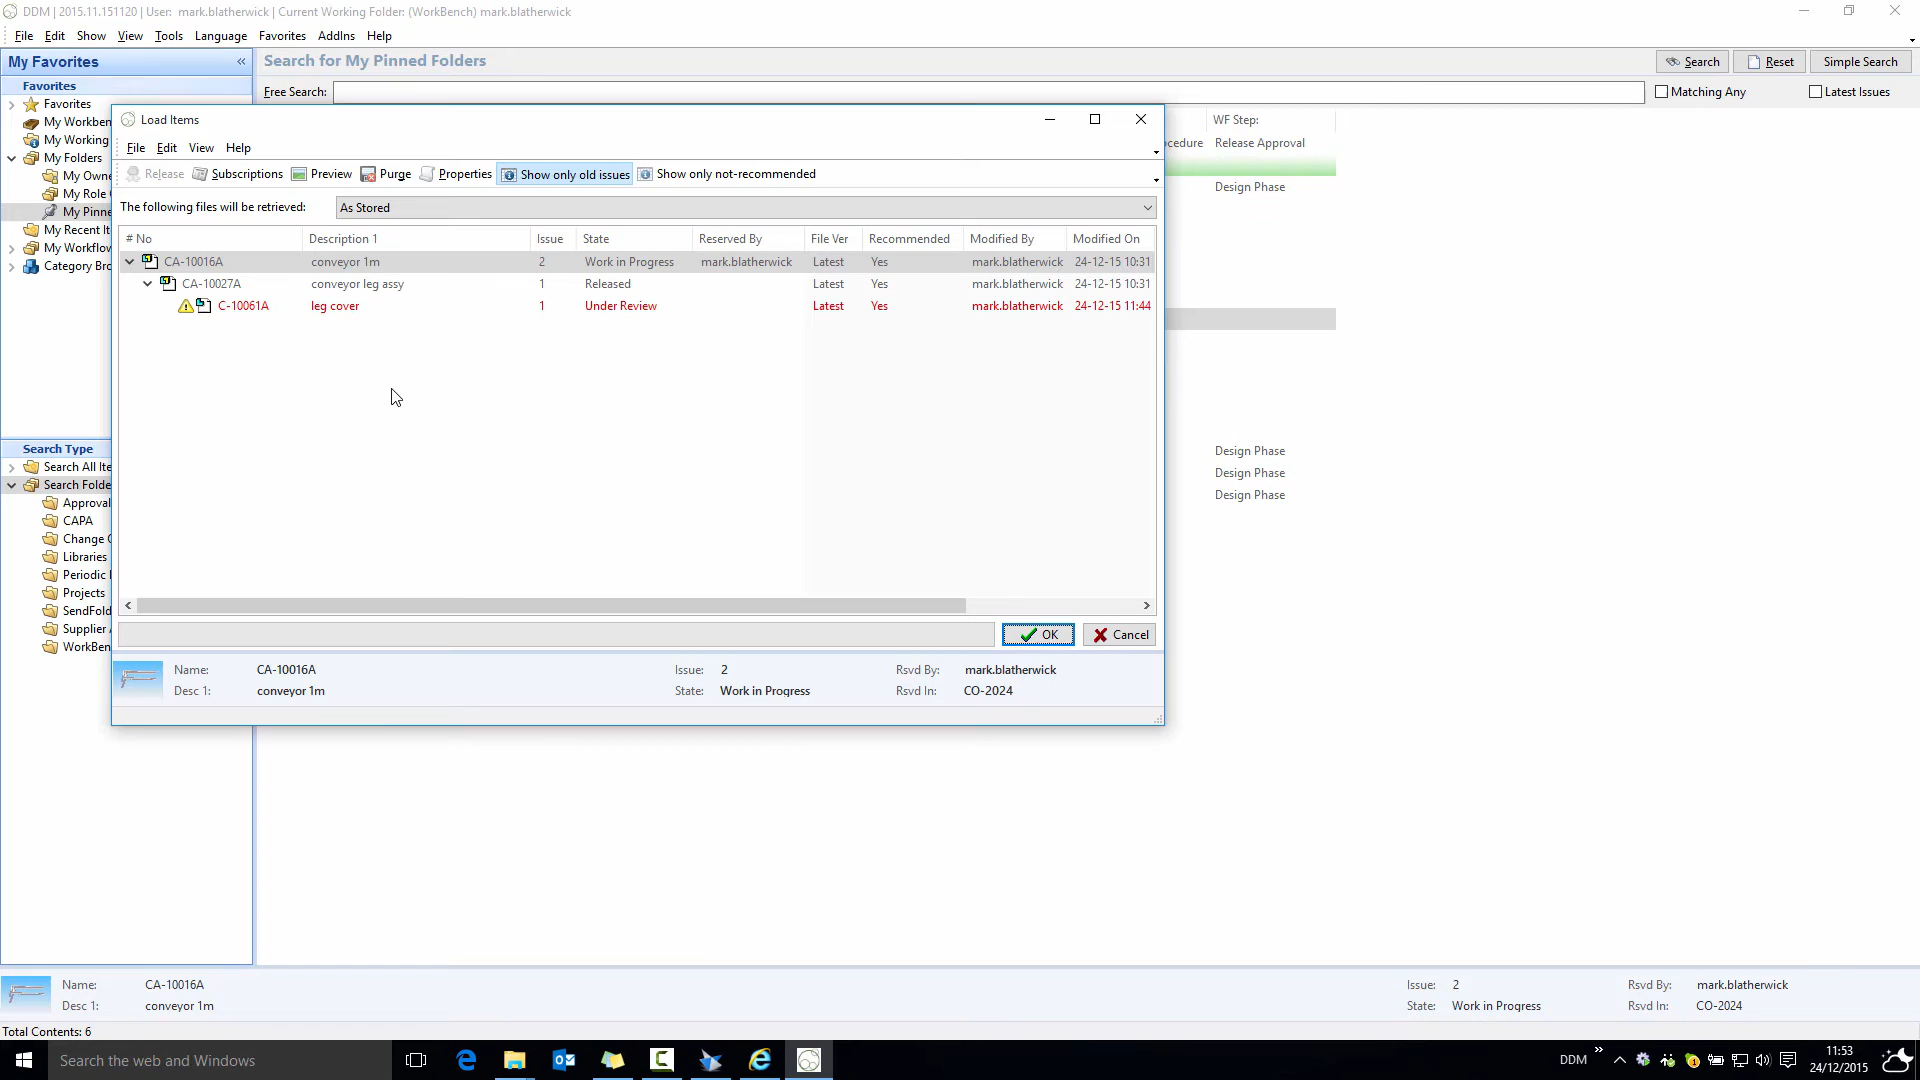 DDM | 2015.11.151120 | User: mark.blatherwick | Current Working Folder: (WorkBench) mark.blatherwick
File Edit Show View Tools Language Favorites AddIns Help
My Favorites «
Search for My Pinned Folders
Search Reset Simple Search
Favorites
Free Search: Matching Any Latest Issues
Favorites
My Workben
My Working
My Folders
My Owne
My Role
My Pinne
My Recent It
My Workflow
Category Bro
WF Step:
ocedure Release Approval
Design Phase
Load Items
File Edit View Help
Release Subscriptions Preview Purge Properties Show only old issues Show only not-recommended
The following files will be retrieved: As Stored
# No Description 1 Issue State Reserved By File Ver Recommended Modified By Modified On
CA-10016A conveyor 1m 2 Work in Progress mark.blatherwick Latest Yes mark.blatherwick 24-12-15 10:31
CA-10027A conveyor leg assy 1 Released Latest Yes mark.blatherwick 24-12-15 10:31
C-10061A leg cover 1 Under Review Latest Yes mark.blatherwick 24-12-15 11:44
Search Type
Search All Ite
Search Folde
Approval
CAPA
Change
Libraries
Periodic
Projects
SendFold
Supplier
WorkBen
Design Phase
Design Phase
Design Phase
OK Cancel
Name: CA-10016A Issue: 2 Rsvd By: mark.blatherwick
Desc 1: conveyor 1m State: Work in Progress Rsvd In: CO-2024
Name: CA-10016A Issue: 2 Rsvd By: mark.blatherwick
Desc 1: conveyor 1m State: Work in Progress Rsvd In: CO-2024
Total Contents: 6
Search the web and Windows
DDM » 11:53
24/12/2015